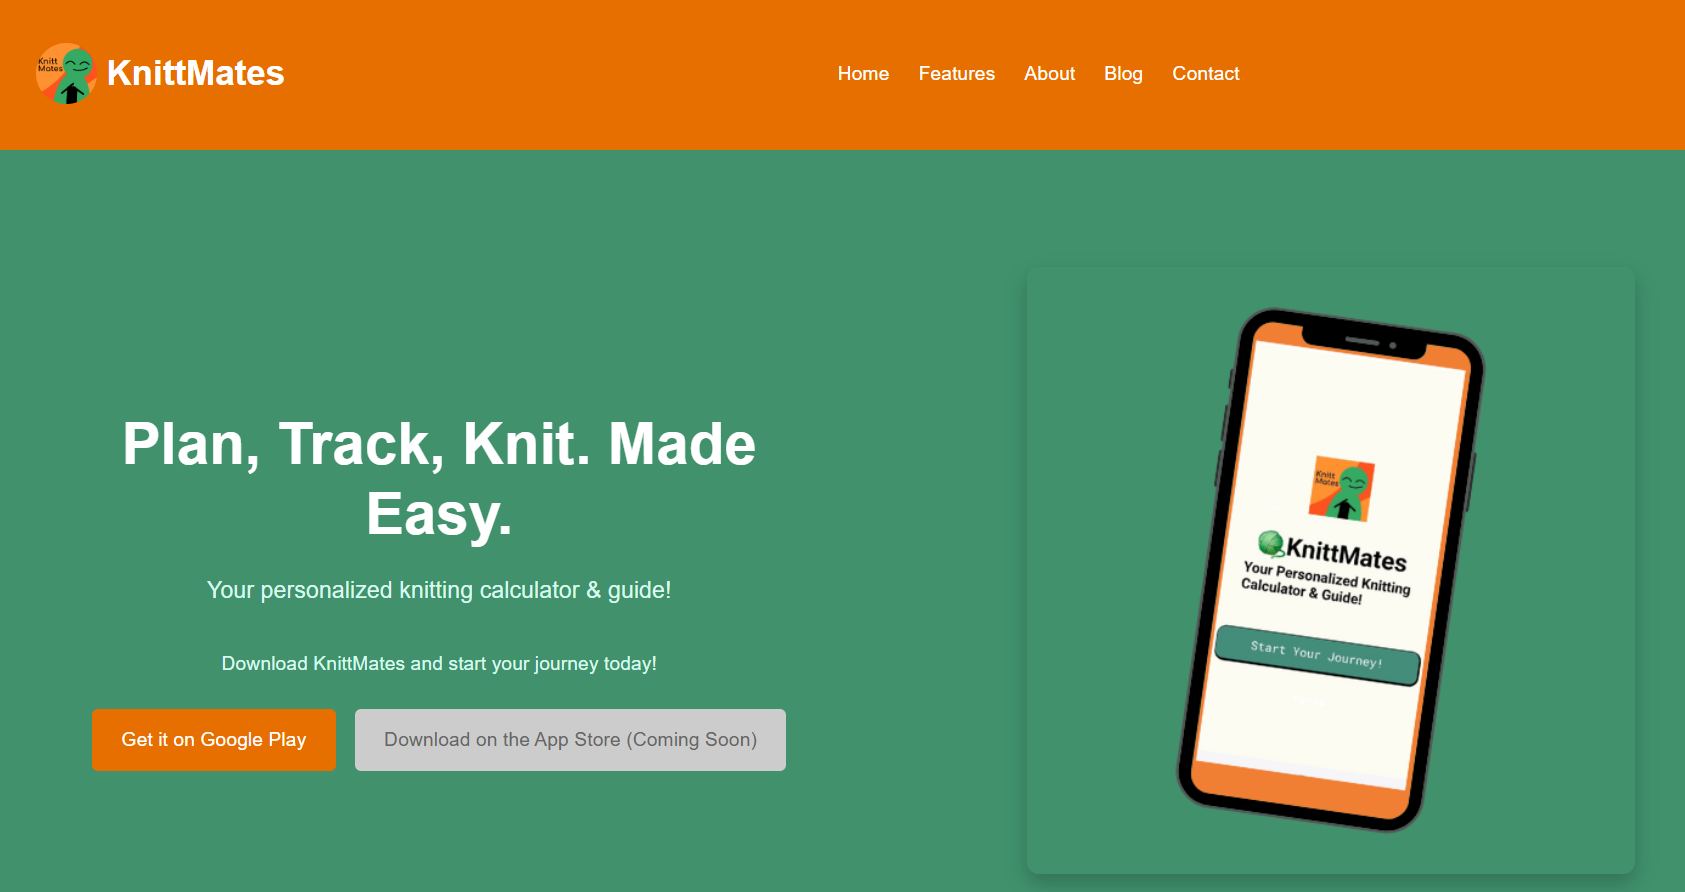 Knitt
Mates
KnittMates
Home Features About Blog Contact
Plan, Track, Knit. Made
Easy.
Your personalized knitting calculator & guide!
Download KnittMates and start your journey today!
Get it on Google Play
Download on the App Store (Coming Soon)
Knitt
Mates
KnittMates
Your Personalized Knitting
Calculator & Guide!
Start Your Journey!